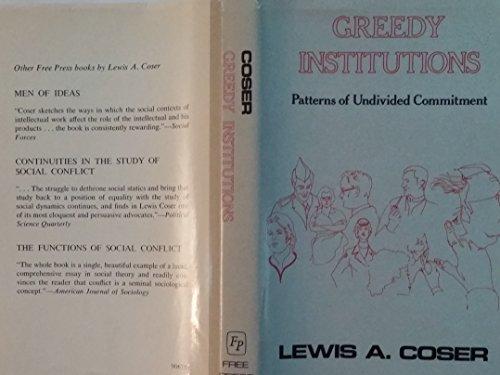 Other Free Press books by Lewis A. Coser
MEN OF IDEAS
"Coser sketches the ways in which the social contexts of
intellectual work affect the role of the intellectual and his
products . . . the book is consistently rewarding."—Social
Forces
CONTINUITIES IN THE STUDY OF
SOCIAL CONFLICT
". . . The struggle to dethrone social statics and bring the
study back to a position of equality with the study of
social dynamics continues, and finds in Lewis Coser one
of its most eloquent and persuasive advocates."—Political
Science Quarterly
THE FUNCTIONS OF SOCIAL CONFLICT
"The whole book is a single, beautiful example of a lucid,
comprehensive essay in social theory and readily con-
vinces the reader that conflict is a seminal sociological
concept."—American Journal of Sociology
COSER
GREEDY INSTITUTIONS
FP
FREE
GREEDY
INSTITUTIONS
Patterns of Undivided Commitment
LEWIS A. COSER